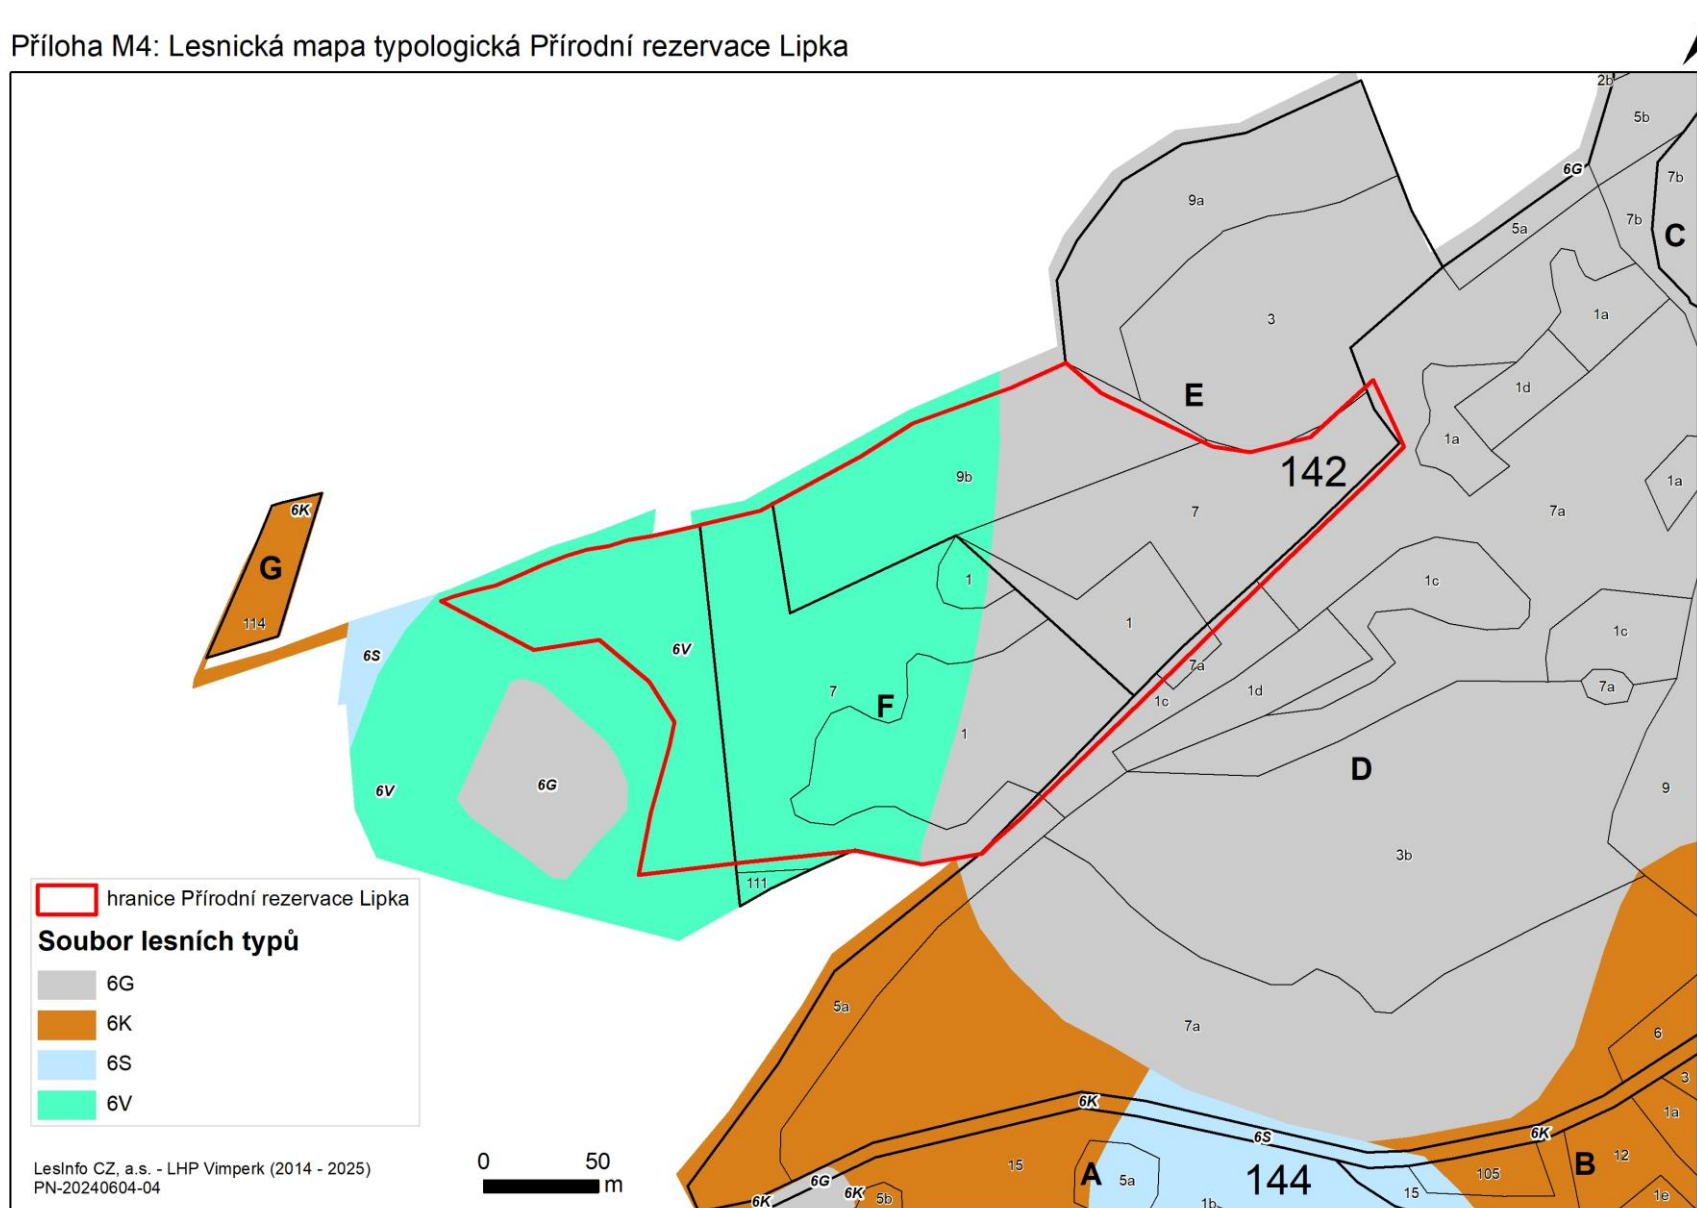 Příloha M4: Lesnická mapa typologická Přírodní rezervace Lipka
2b
5b
6G
7b
9a
7b
5a
C
3
1a
E
1d
1a
142
9b
1a
6K
7
7a
G
1
1c
114
1
1c
6S
6V
7a
7a
7
F
1d
1c
1
D
6G
6V
9
3b
111
hranice Přírodní rezervace Lipka
Soubor lesních typů
6G
6K
6S
6V
5a
7a
6
3
6K
1a
6S
6K
12
15
A
5a
144
105
B
LesInfo CZ, a.s. - LHP Vimperk (2014 - 2025)
PN-20240604-04
0 50
m
6G
6K
6K
5b
1b
15
1e